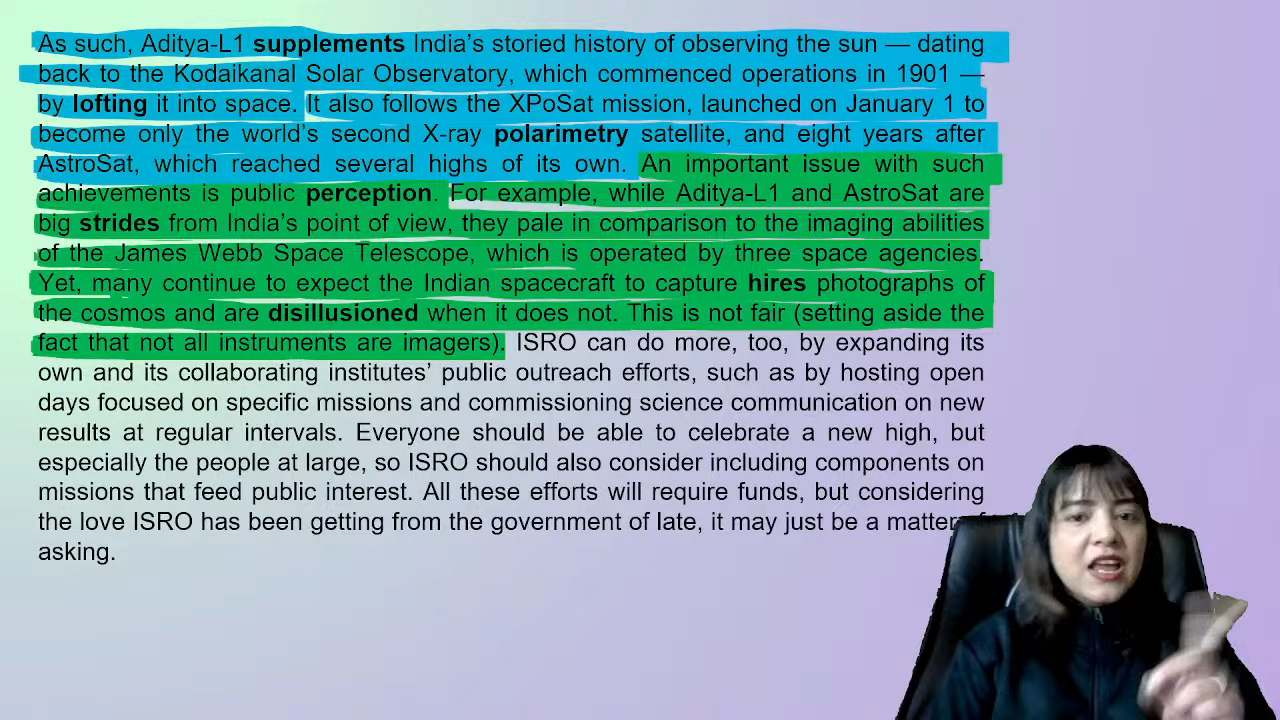 As such, Aditya-L1 supplements India's storied history of observing the sun — dating
back to the Kodaikanal Solar Observatory, which commenced operations in 1901 —
by lofting it into space. It also follows the XPoSat mission, launched on January 1 to
become only the world's second X-ray polarimetry satellite, and eight years after
AstroSat, which reached several highs of its own. An important issue with such
achievements is public perception. For example, while Aditya-L1 and AstroSat are
big strides from India's point of view, they pale in comparison to the imaging abilities
of the James Webb Space Telescope, which is operated by three space agencies.
Yet, many continue to expect the Indian spacecraft to capture hires photographs of
the cosmos and are disillusioned when it does not. This is not fair (setting aside the
fact that not all instruments are imagers). ISRO can do more, too, by expanding its
own and its collaborating institutes' public outreach efforts, such as by hosting open
days focused on specific missions and commissioning science communication on new
results at regular intervals. Everyone should be able to celebrate a new high, but
especially the people at large, so ISRO should also consider including components on
missions that feed public interest. All these efforts will require funds, but considering
the love ISRO has been getting from the government of late, it may just be a matter
asking.